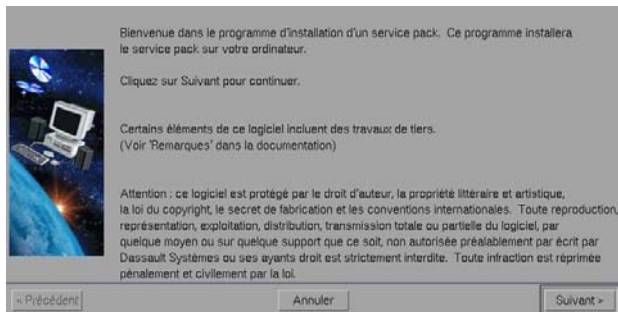 Bienvenue dans le programme d'installation d'un service pack. Ce programme installera
le service pack sur votre ordinateur.
Cliquez sur Suivant pour continuer.
Certains éléments de ce logiciel incluent des travaux de tiers.
(Voir 'Remarques' dans la documentation)
Attention : ce logiciel est protégé par le droit d'auteur, la propriété littéraire et artistique,
la loi du copyright, le secret de fabrication et les conventions internationales. Toute reproduction,
représentation, exploitation, distribution, transmission totale ou partielle du logiciel, par
quelque moyen ou sur quelque support que ce soit, non autorisée préalablement par écrit par
Dassault Systèmes ou ses ayants droit est strictement interdite. Toute infraction est réprimée
pénalement et civilement par la loi.
< Précédent Annuler Suivant >